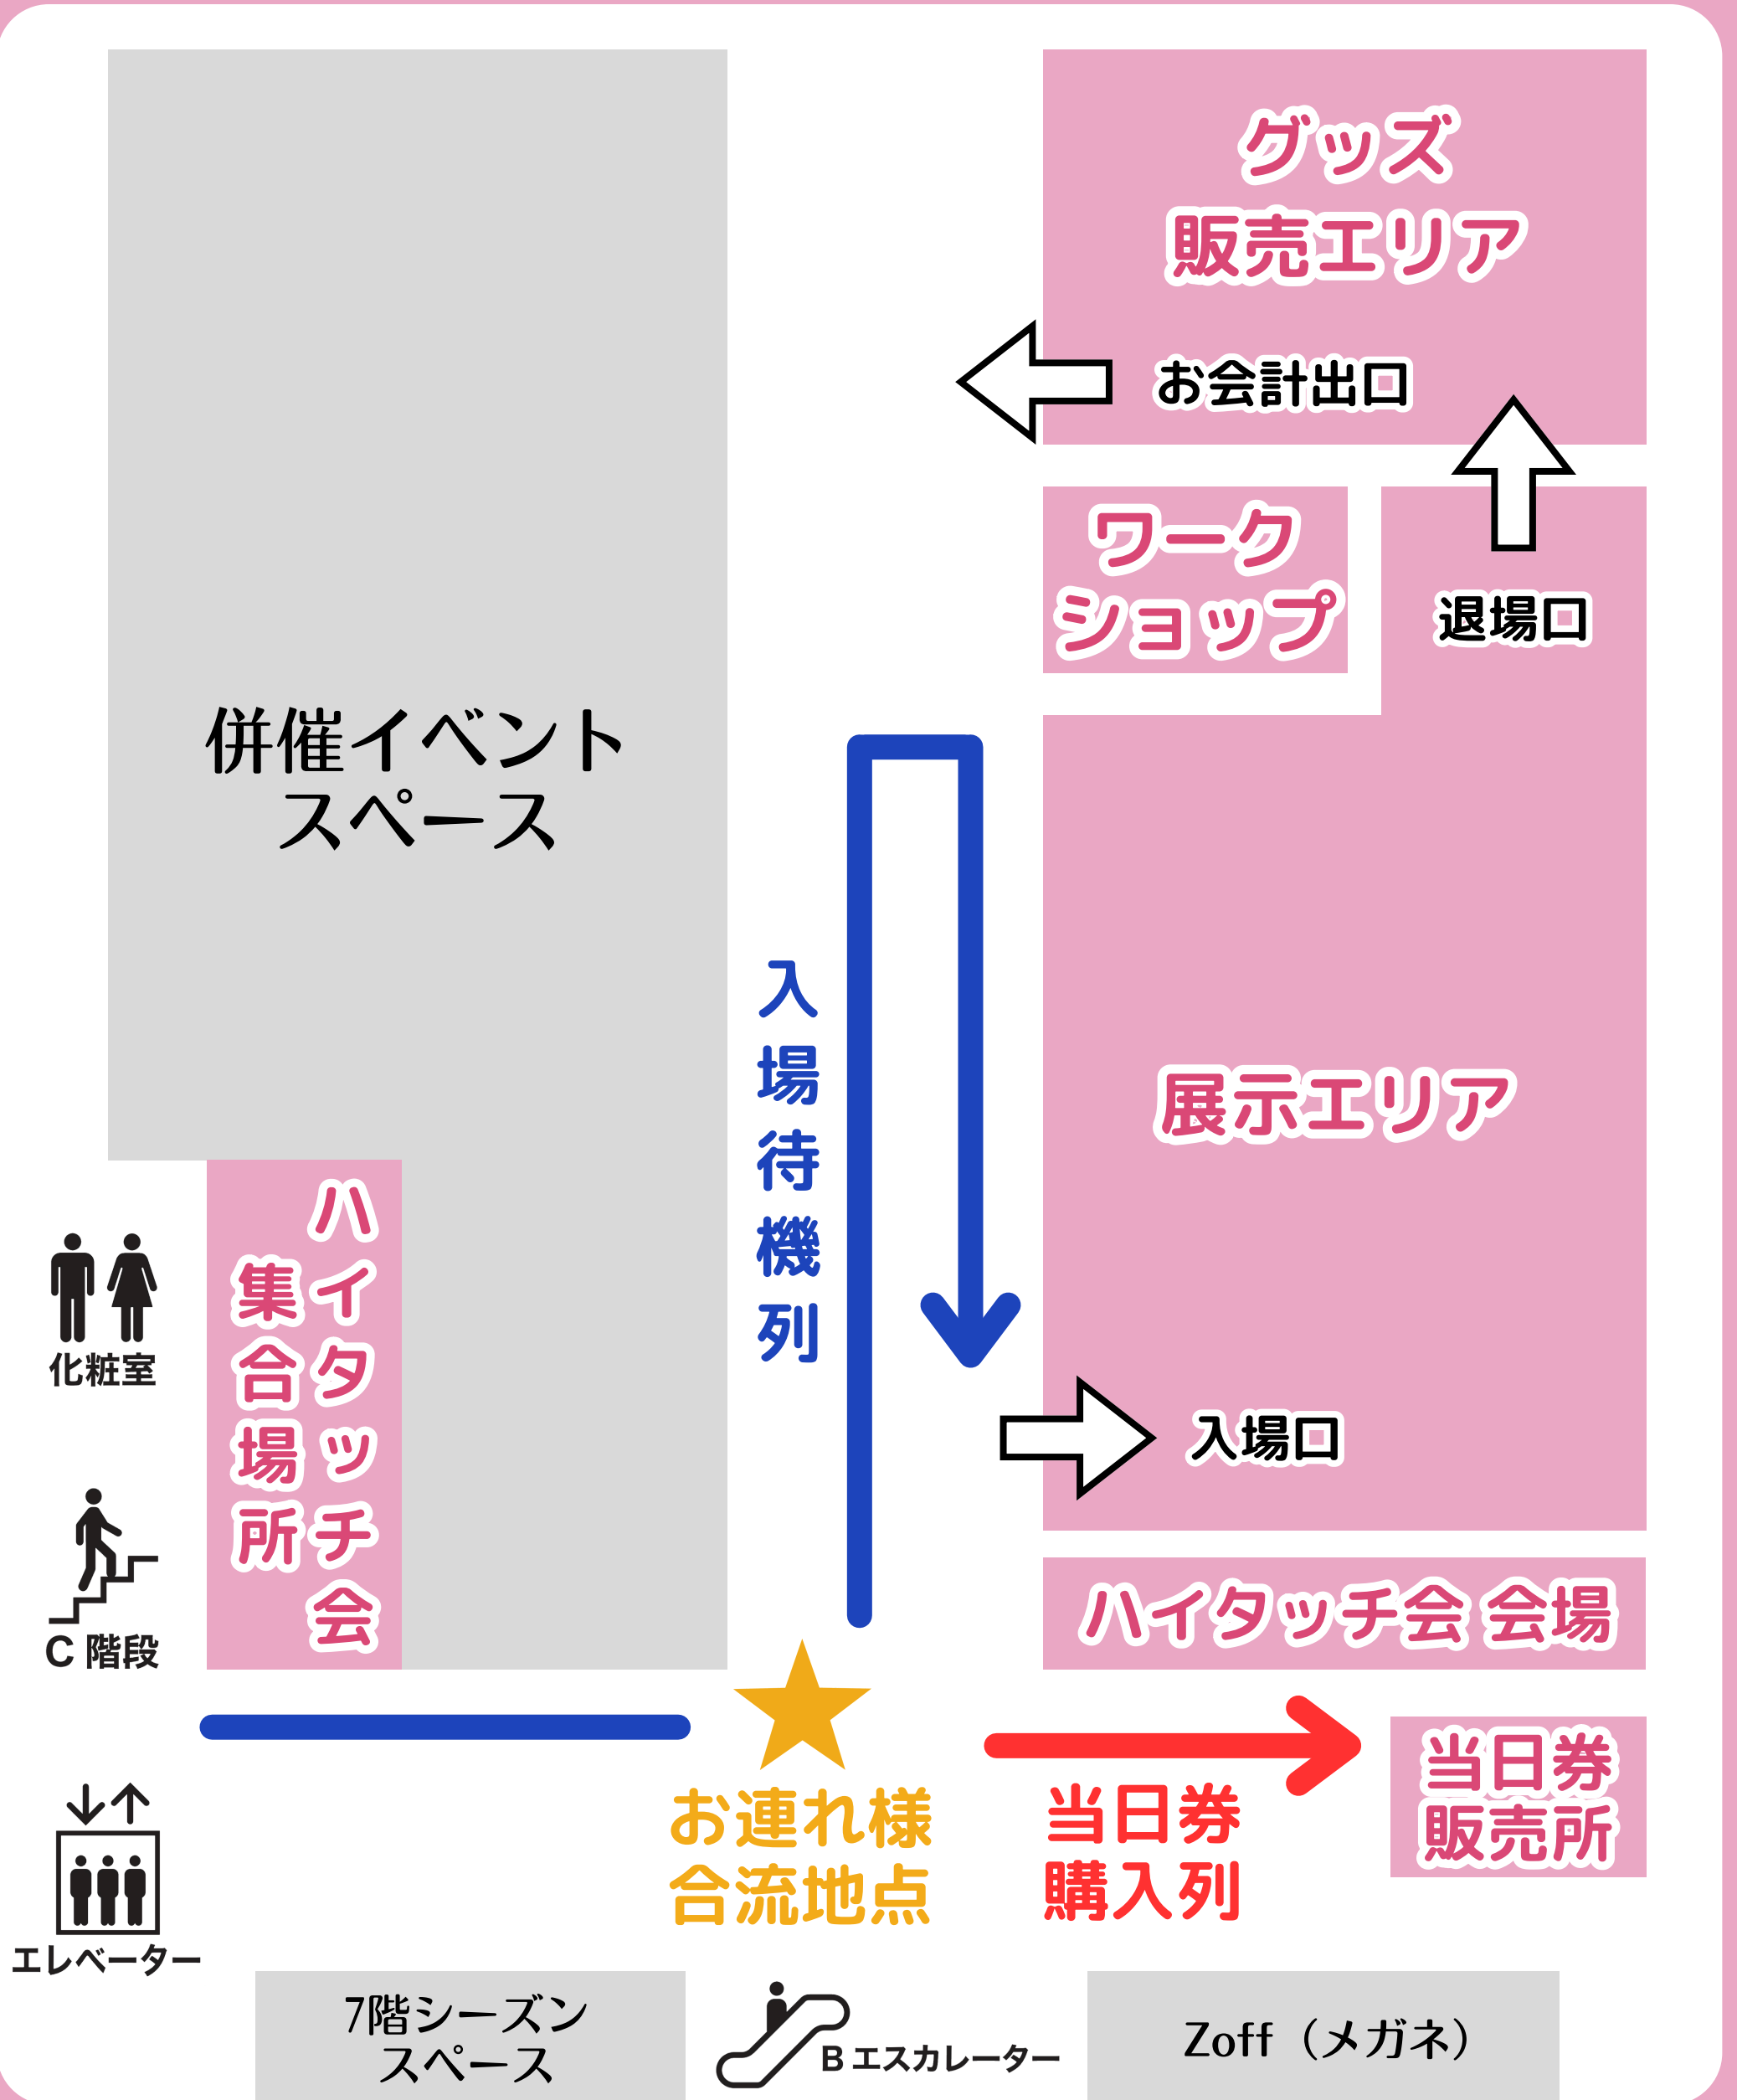 グッズ
販売エリア
お会計出口
ワーク
ショップ
退場口
併催イベント
スペース
入場待機列
展示エリア
ハイタッチ会
集合場所
化粧室
入場口
C 階段
ハイタッチ会会場
当日券
販売所
お連れ様
合流地点
当日券
購入列
エレベーター
7階シーズン
スペース
B エスカレーター
Zoff（メガネ）